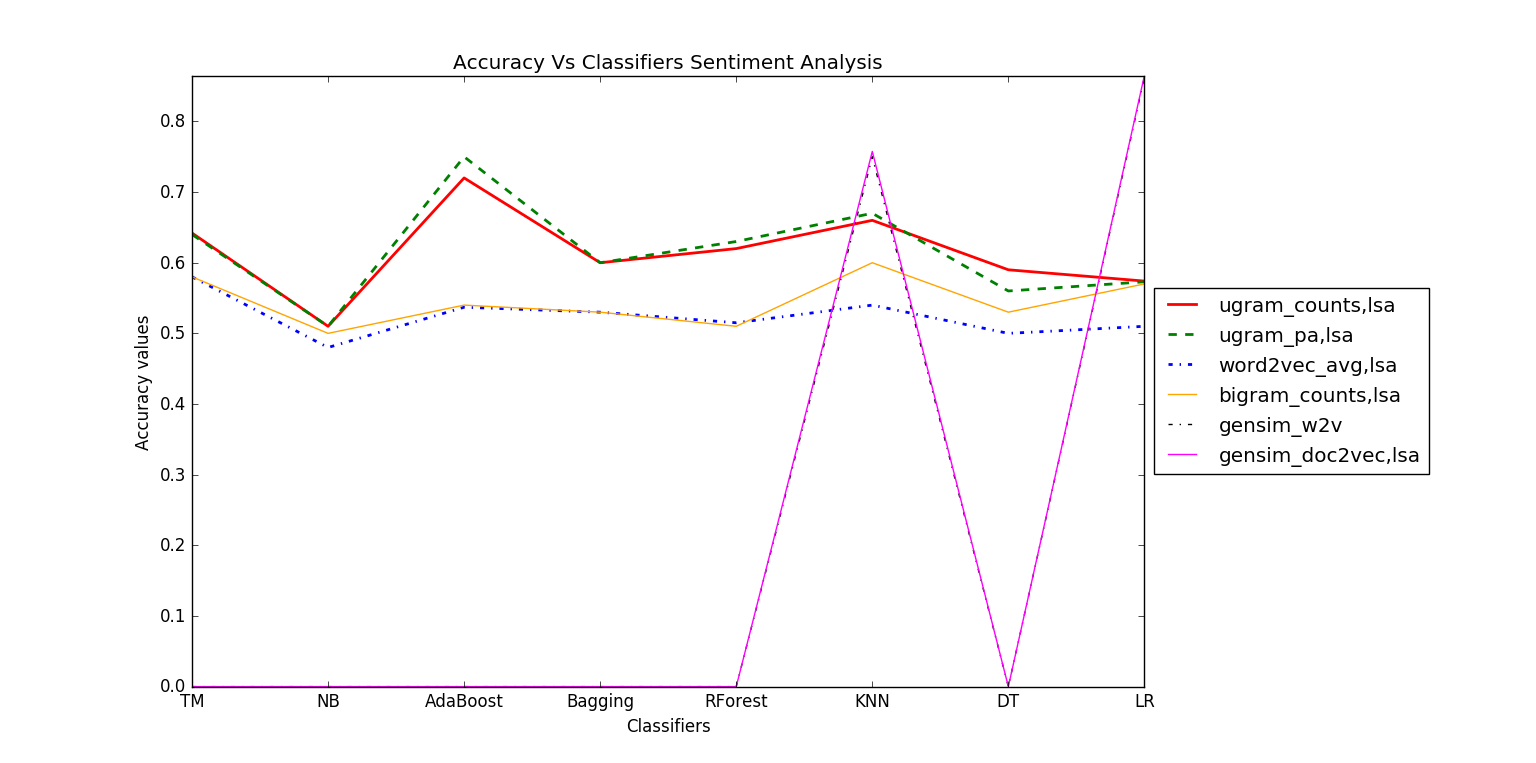 Accuracy Vs Classifiers Sentiment Analysis
Accuracy values
0.8
0.7
0.6
0.5
0.4
0.3
0.2
0.1
0.0
TM NB AdaBoost Bagging RForest KNN DT LR
Classifiers
ugram_counts,lsa
ugram_pa,lsa
word2vec_avg,lsa
bigram_counts,lsa
gensim_w2v
gensim_doc2vec,lsa